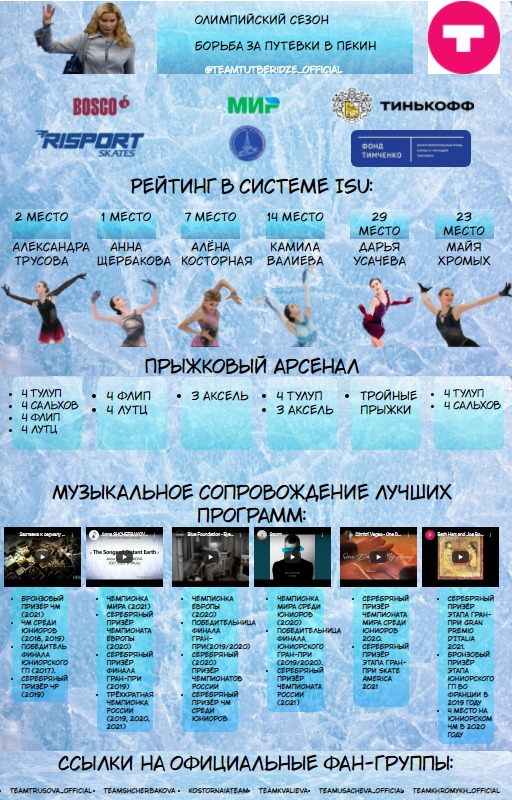 ОЛИМПИЙСКИЙ СЕЗОН
БОРЬБА ЗА ПУТЕВКИ В ПЕКИН
@TEAMTUTBERIDZE_OFFICIAL
BOSCO
МИР
ТИНЬКОФФ
RISPORT
SKATES
ФОНД
ТИМЧЕНКО
РЕЙТИНГ В СИСТЕМЕ ISU:
2 МЕСТО
1 МЕСТО
7 МЕСТО
14 МЕСТО
29
МЕСТО
23
МЕСТО
АЛЕКСАНДРА
ТРУСОВА
АННА
ЩЕРБАКОВА
АЛЁНА
КОСТОРНАЯ
КАМИЛА
ВАЛИЕВА
ДАРЬЯ
УСАЧЕВА
МАЙЯ
ХРОМЫХ
ПРЫЖКОВЫЙ АРСЕНАЛ
• 4 ТУЛУП
• 4 САЛЬХОВ
• 4 ФЛИП
• 4 ЛУТЦ
• 4 ФЛИП
• 4 ЛУТЦ
• 3 АКСЕЛЬ
• 4 ТУЛУП
• 3 АКСЕЛЬ
• ТРОЙНЫЕ
ПРЫЖКИ
• 4 ТУЛУП
• 4 САЛЬХОВ
МУЗЫКАЛЬНОЕ СОПРОВОЖДЕНИЕ ЛУЧШИХ
ПРОГРАММ:
Заставка к сериалу ...
Anna SHCHERBAKOV...
The Songs of Distant Earth
Blue Foundation - Eye...
Storm
Dimitri Vegas - One D...
Beth Hart and Joe Bo...
• БРОНЗОВЫЙ
ПРИЗЁР ЧМ
(2021)
• ЧМ СРЕДИ
ЮНИОРОВ
(2018, 2019)
• ПОБЕДИТЕЛЬ
ФИНАЛА
ЮНИОРСКОГО
ГП (2017).
• СЕРЕБРЯНЫЙ
ПРИЗЁР ЧР
(2019)
• ЧЕМПИОНКА
МИРА (2021)
• СЕРЕБРЯНЫЙ
ПРИЗЁР
ЧЕМПИОНАТА
ЕВРОПЫ
(2020)
• СЕРЕБРЯНЫЙ
ПРИЗЁР
ФИНАЛА
ГРАН-ПРИ
(2019)
• ТРЁХКРАТНАЯ
ЧЕМПИОНКА
РОССИИ
(2019, 2020,
2021)
• ЧЕМПИОНКА
ЕВРОПЫ
(2020)
• ПОБЕДИТЕЛЬНИЦА
ФИНАЛА
ГРАН-
ПРИ(2019/2020)
• СЕРЕБРЯНЫЙ
(2020)
ПРИЗЁР
ЧЕМПИОНАТОВ
РОССИИ
• СЕРЕБРЯНЫЙ
ПРИЗЁР ЧМ
СРЕДИ
ЮНИОРОВ
• ЧЕМПИОНКА
МИРА СРЕДИ
ЮНИОРОВ
(2020)
• ПОБЕДИТЕЛЬНИЦА
ФИНАЛА
ЮНИОРСКОГО
ГРАН-ПРИ
(2019/2020).
• СЕРЕБРЯНЫЙ
ПРИЗЁР
ЧЕМПИОНАТА
РОССИИ
(2021)
• СЕРЕБРЯНЫЙ
ПРИЗЁР
ЧЕМПИОНАТА
МИРА СРЕДИ
ЮНИОРОВ
2020.
• СЕРЕБРЯНЫЙ
ПРИЗЁР
ЭТАПА ГРАН-
ПРИ SKATE
AMERICA
2021
• СЕРЕБРЯНЫЙ
ПРИЗЁР
ЭТАПА ГРАН-
ПРИ GRAN
PREMIO
D'ITALIA
2021.
• БРОНЗОВЫЙ
ПРИЗЁР
ЭТАПА
ЮНИОРСКОГО
ГП ВО
ФРАНЦИИ В
2019 ГОДУ
• 4 МЕСТО НА
ЮНИОРСКОМ
ЧМ В 2020
ГОДУ
ССЫЛКИ НА ОФИЦИАЛЬНЫЕ ФАН-ГРУППЫ:
TEAMTRUSOVA_OFFICIAL • TEAMSHCHERBAKOVA • KOSTORNAIATEAM • TEAMKVALIEVA • TEAMUSACHEVA_OFFICIAL • TEAMKHROMYKH_OFFICIAL